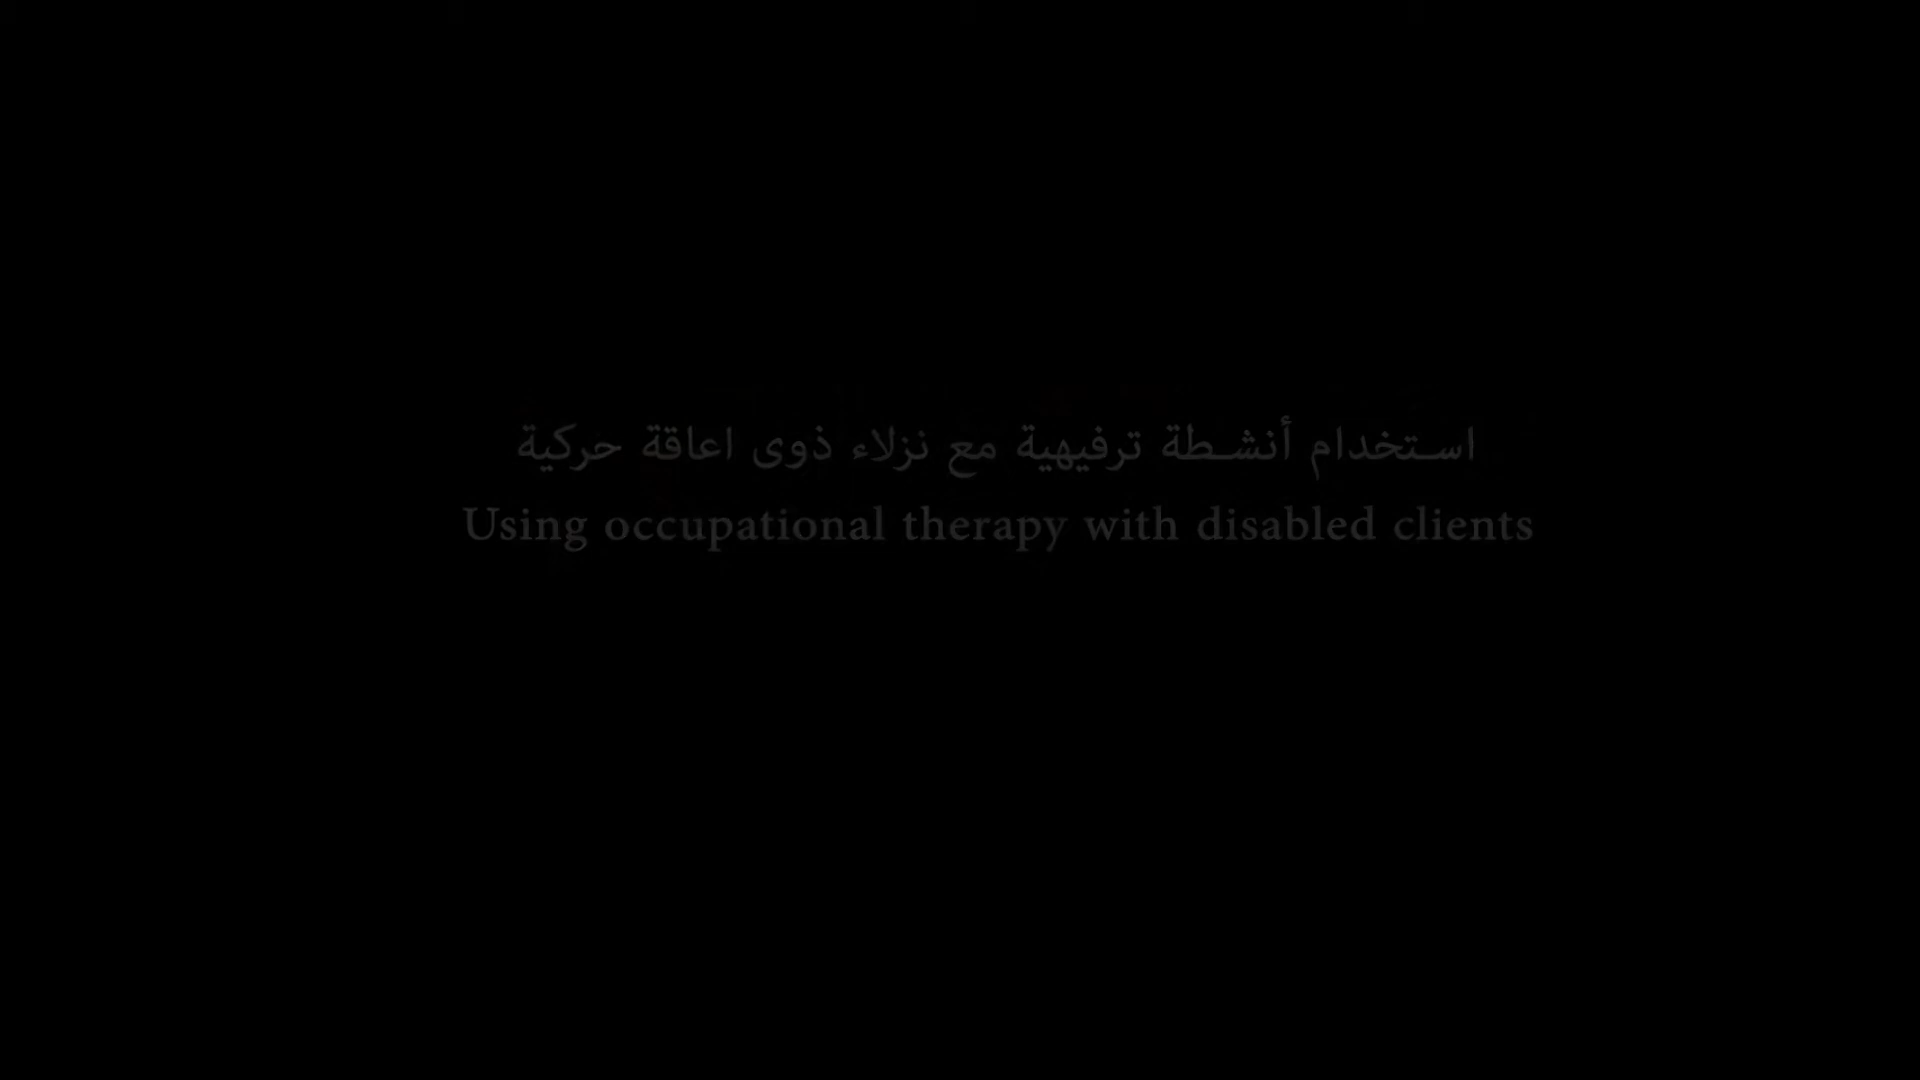 استخدام أنشطة ترفيهية مع نزلاء ذوى اعاقة حركية
Using occupational therapy with disabled clients